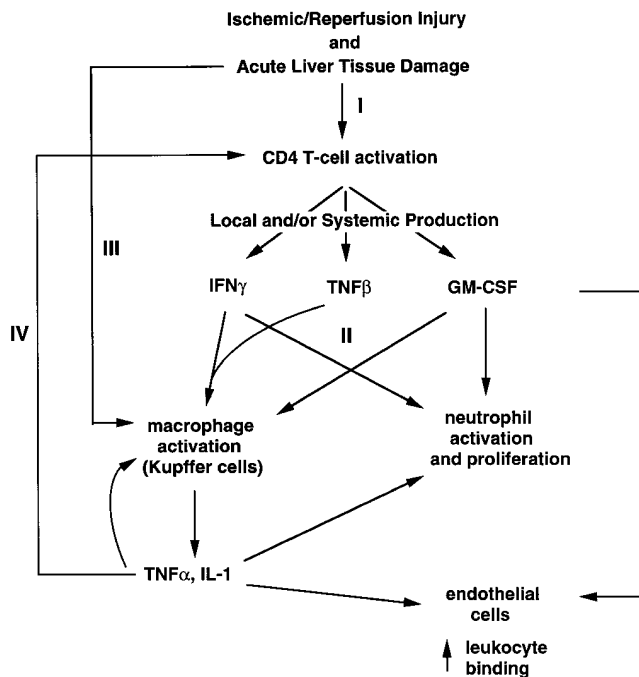 Ischemic/Reperfusion Injury
and
Acute Liver Tissue Damage
I
CD4 T-cell activation
Local and/or Systemic Production
III
IFNγ
TNFβ
GM-CSF
IV
II
macrophage
activation
(Kupffer cells)
neutrophil
activation
and proliferation
TNFα, IL-1
endothelial
cells
leukocyte
binding